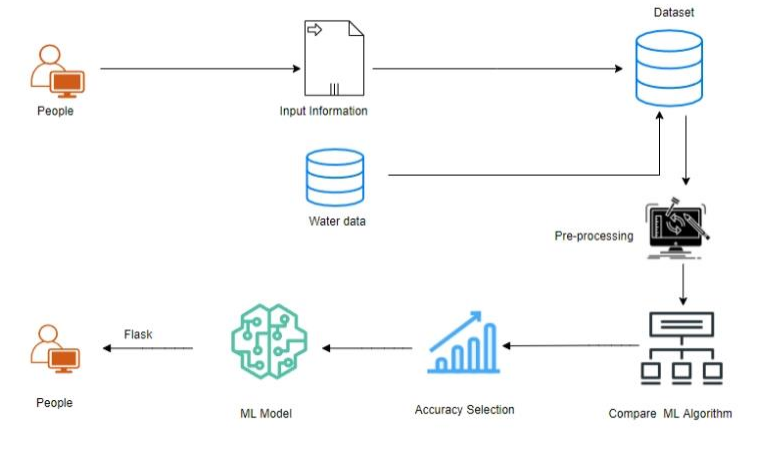 Dataset
People
Input Information
Water data
Pre-processing
Flask
People
ML Model
Accuracy Selection
Compare ML Algorithm